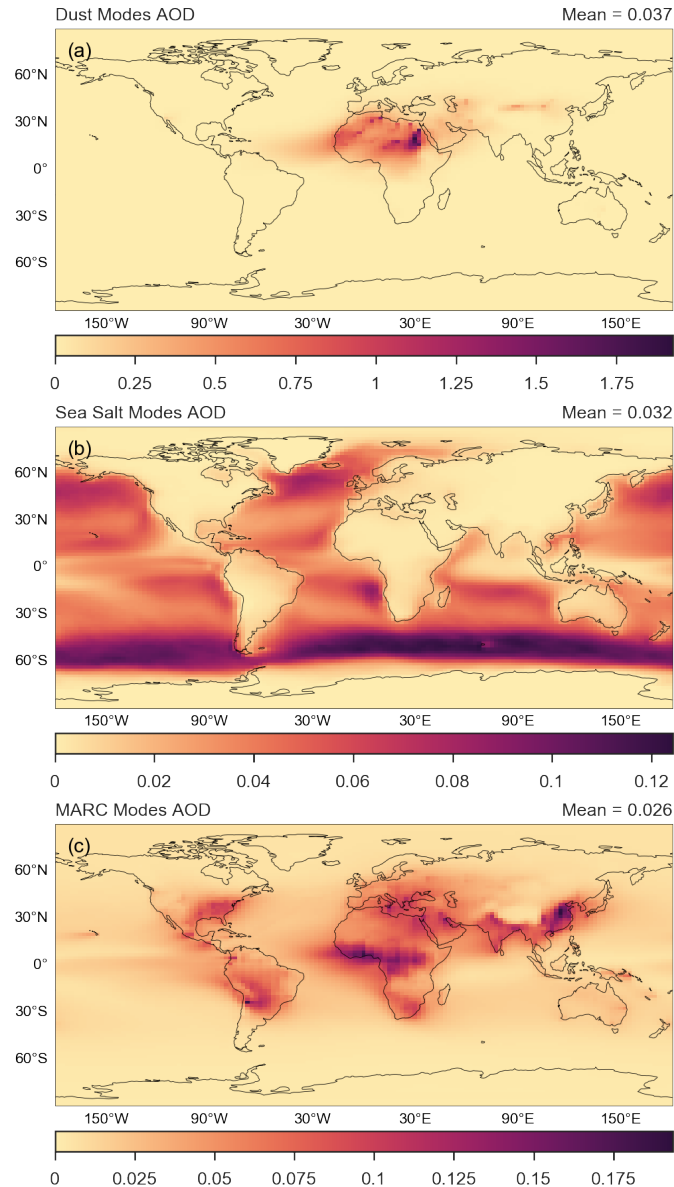 Dust Modes AOD Mean = 0.037
(a)
60°N
30°N
0°
30°S
60°S
150°W 90°W 30°W 30°E 90°E 150°E
0 0.25 0.5 0.75 1 1.25 1.5 1.75
Sea Salt Modes AOD Mean = 0.032
(b)
60°N
30°N
0°
30°S
60°S
150°W 90°W 30°W 30°E 90°E 150°E
0 0.02 0.04 0.06 0.08 0.1 0.12
MARC Modes AOD Mean = 0.026
(c)
60°N
30°N
0°
30°S
60°S
150°W 90°W 30°W 30°E 90°E 150°E
0 0.025 0.05 0.075 0.1 0.125 0.15 0.175